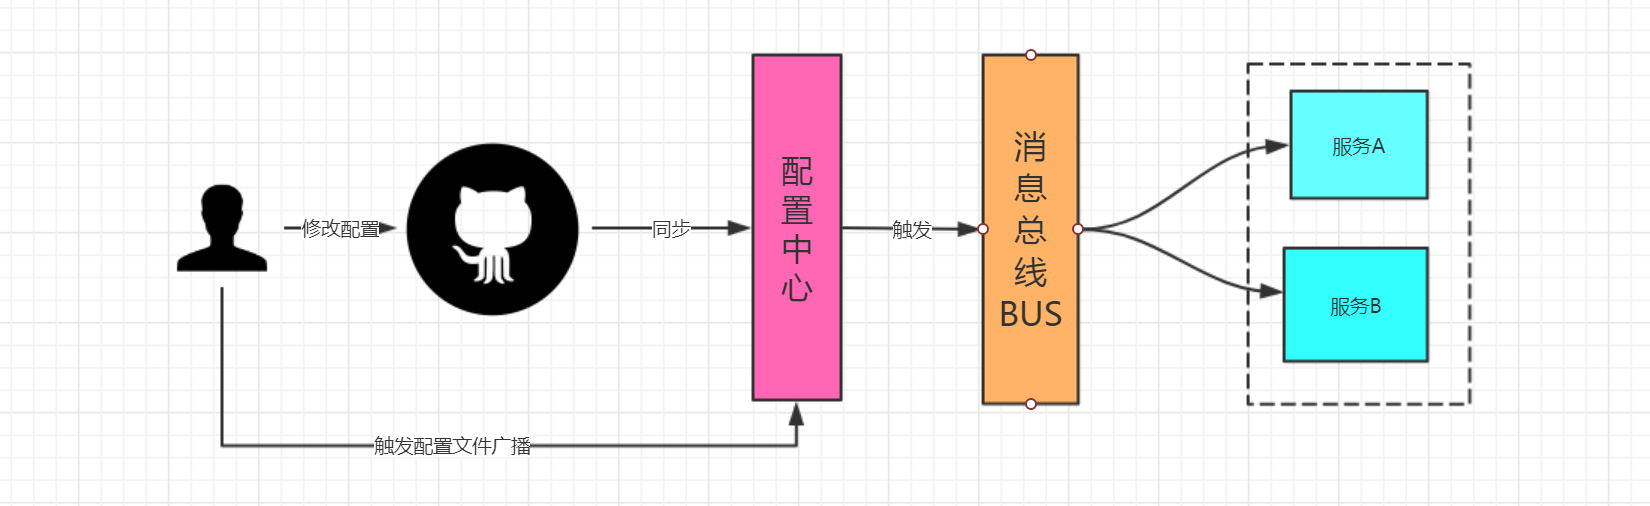 修改配置
同步
配置中心
触发
消息总线BUS
服务A
服务B
触发配置文件广播